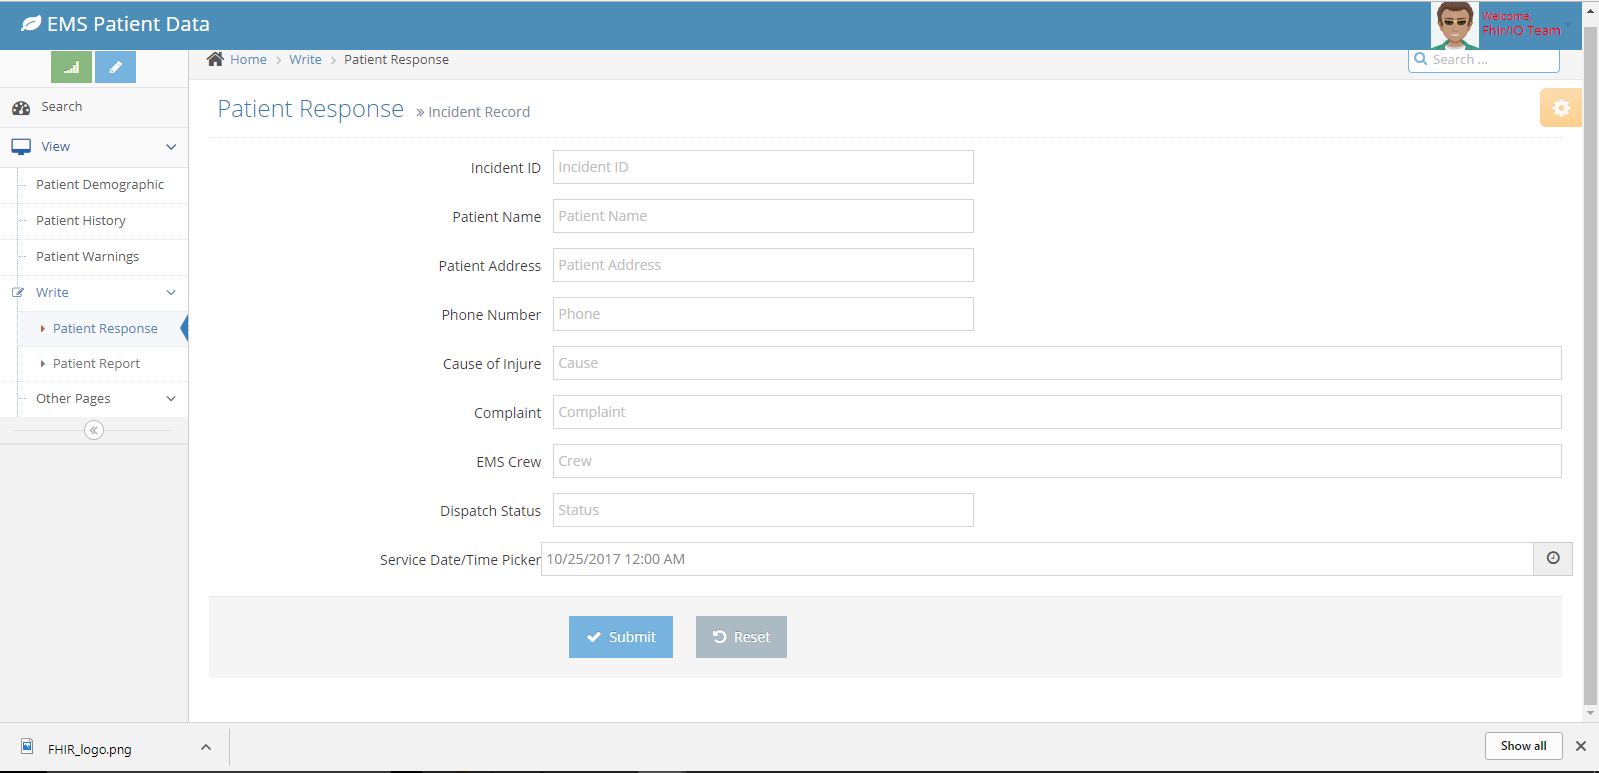 EMS Patient Data
Welcome
Fhir/IO Team
Home > Write > Patient Response
Search ...
Search
View
Patient Demographic
Patient History
Patient Warnings
Write
Patient Response
Patient Report
Other Pages
Patient Response » Incident Record
Incident ID Incident ID
Patient Name Patient Name
Patient Address Patient Address
Phone Number Phone
Cause of Injure Cause
Complaint Complaint
EMS Crew Crew
Dispatch Status Status
Service Date/Time Picker 10/25/2017 12:00 AM
Submit Reset
FHIR_logo.png
Show all